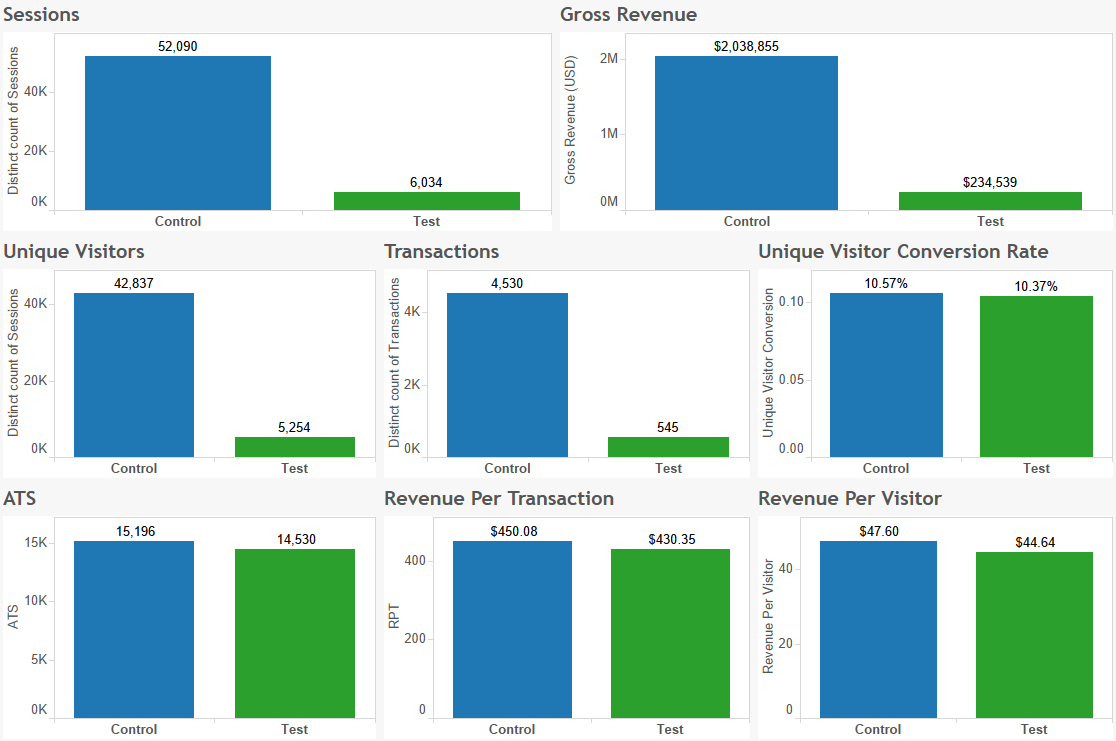 Sessions
Distinct count of Sessions
40K
20K
0K
52,090
6,034
Control
Test
Gross Revenue
Gross Revenue (USD)
2M
1M
0M
$2,038,855
$234,539
Control
Test
Unique Visitors
Distinct count of Sessions
40K
20K
0K
42,837
5,254
Control
Test
Transactions
Distinct count of Transactions
4K
2K
0K
4,530
545
Control
Test
Unique Visitor Conversion Rate
Unique Visitor Conversion
0.10
0.05
0.00
10.57%
10.37%
Control
Test
ATS
ATS
15K
10K
5K
0K
15,196
14,530
Control
Test
Revenue Per Transaction
RPT
400
200
0
$450.08
$430.35
Control
Test
Revenue Per Visitor
Revenue Per Visitor
40
20
0
$47.60
$44.64
Control
Test